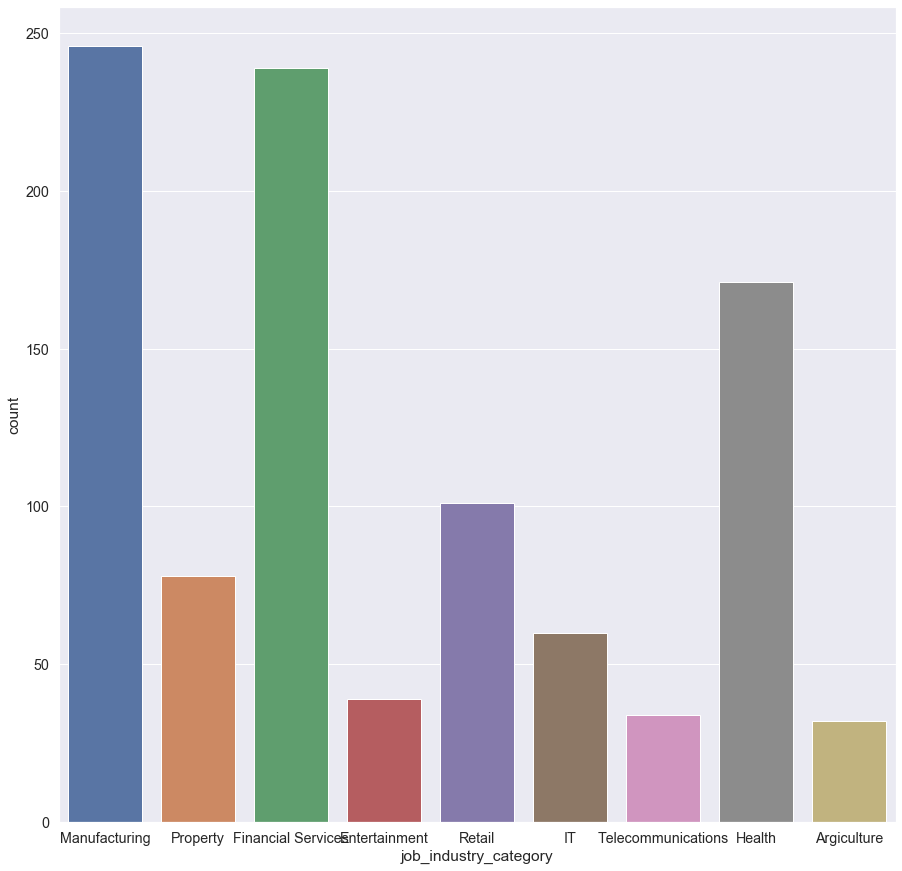 250
200
150
100
50
0
count
Manufacturing Property Financial Services Entertainment Retail IT Telecommunications Health Argiculture
job_industry_category